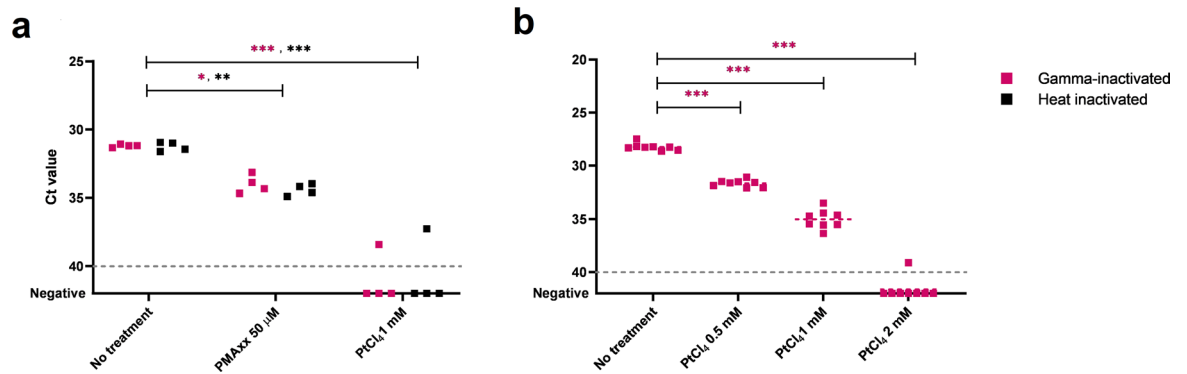 a
*** , ***
*, **
25
30
35
40
Negative
Ct value
No treatment
PMAxx 50 µM
PtCl₄ 1 mM
b
***
***
***
20
25
30
35
40
Negative
No treatment
PtCl₄ 0.5 mM
PtCl₄ 1 mM
PtCl₄ 2 mM
Gamma-inactivated
Heat inactivated